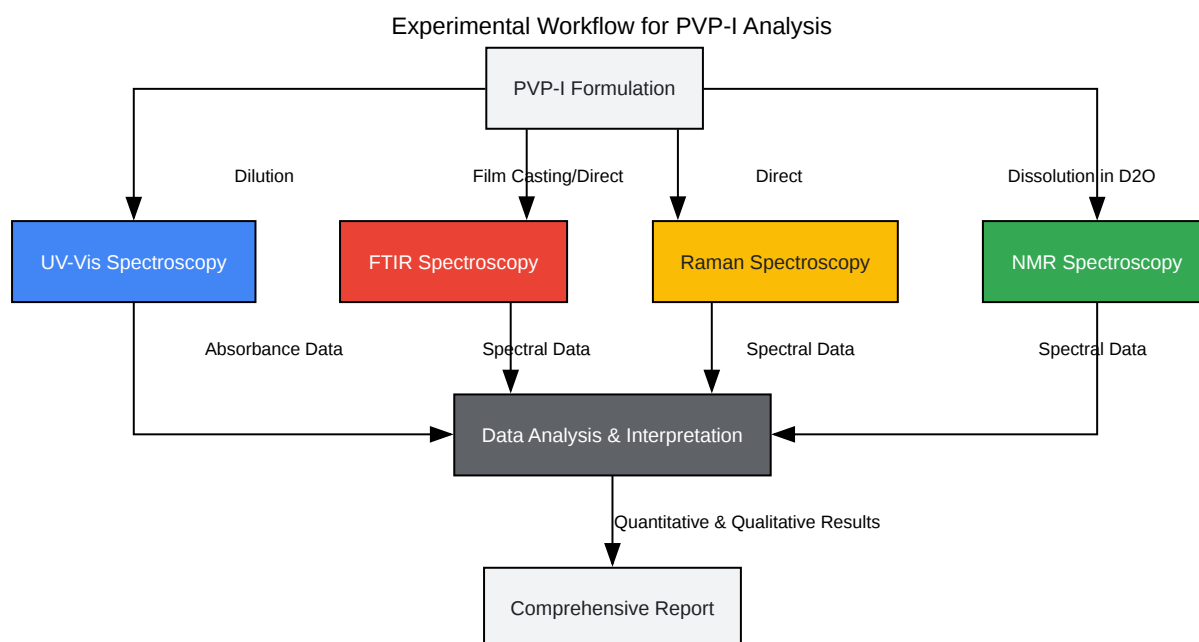 Experimental Workflow for PVP-I Analysis
PVP-I Formulation
Dilution
Film Casting/Direct
Direct
Dissolution in D2O
UV-Vis Spectroscopy
FTIR Spectroscopy
Raman Spectroscopy
NMR Spectroscopy
Absorbance Data
Spectral Data
Spectral Data
Spectral Data
Data Analysis & Interpretation
Quantitative & Qualitative Results
Comprehensive Report